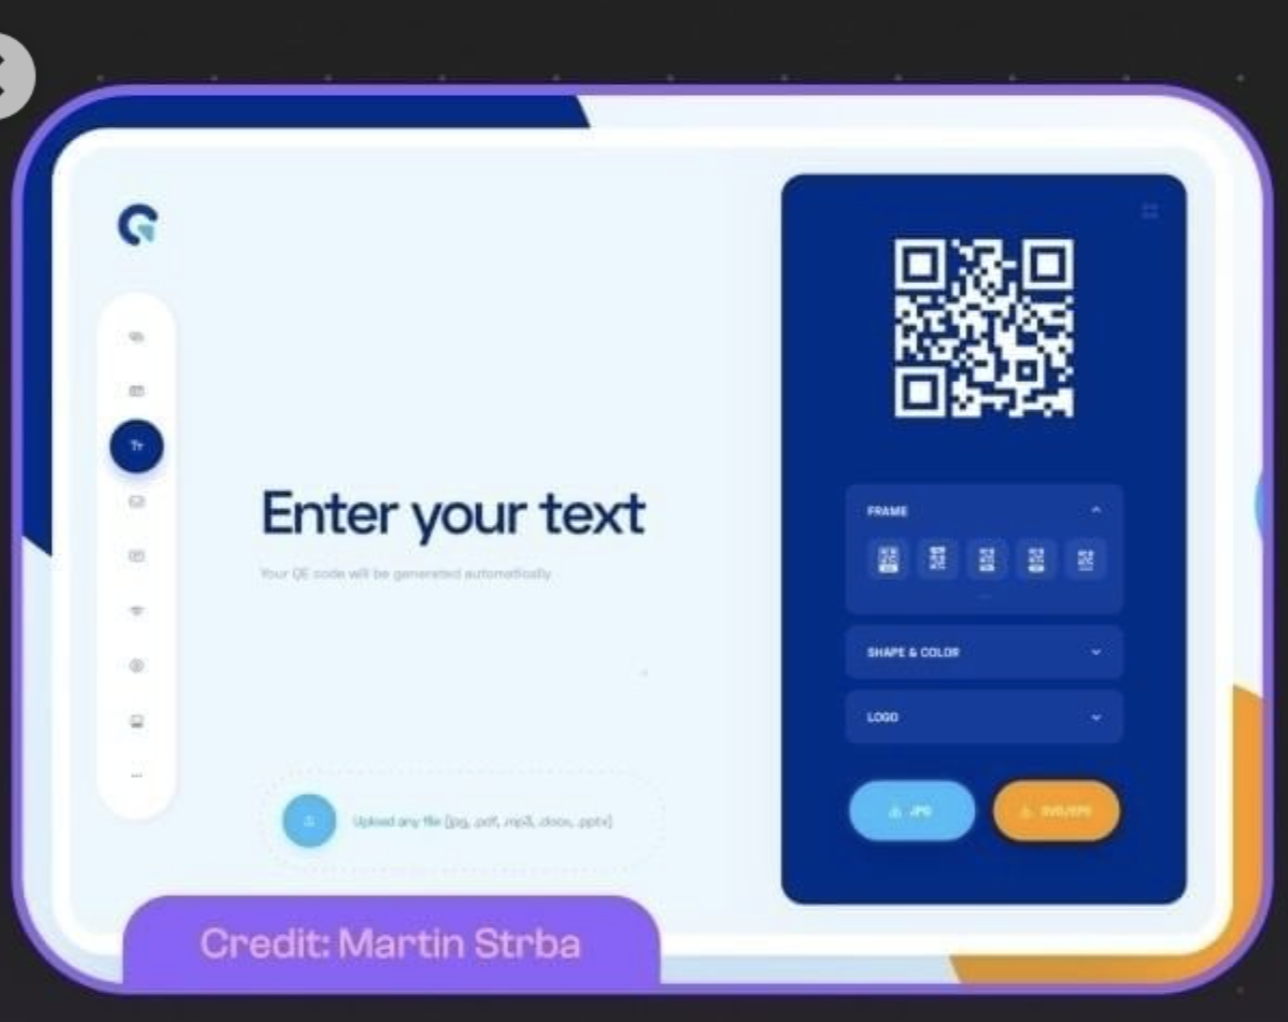 Tт
Enter your text
Your QE code will be generated automatically
Upload any file (jpg, .pdf, .mp3, .docx, .pptx)
FRAME
SHAPE & COLOR
LOGO
JPG
SVG/EPS
Credit: Martin Strba